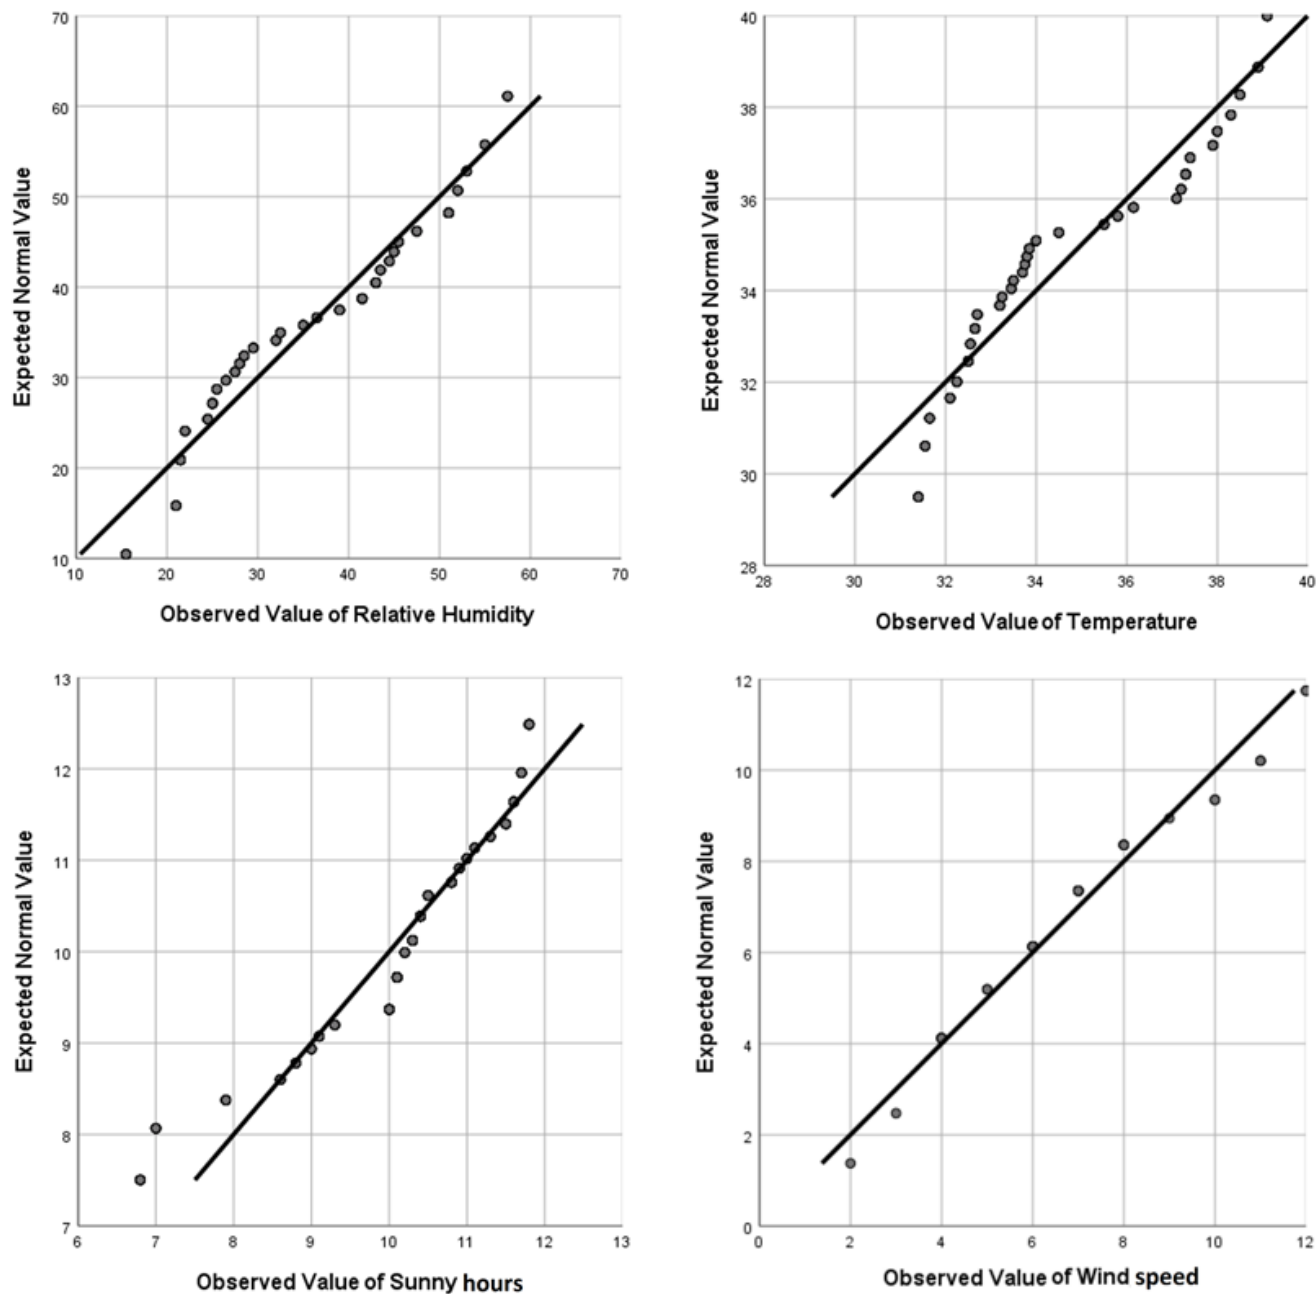 70
60
50
40
30
20
10
Expected Normal Value
10 20 30 40 50 60 70
Observed Value of Relative Humidity
40
38
36
34
32
30
28
Expected Normal Value
28 30 32 34 36 38 40
Observed Value of Temperature
13
12
11
10
9
8
7
Expected Normal Value
6 7 8 9 10 11 12 13
Observed Value of Sunny hours
12
10
8
6
4
2
0
Expected Normal Value
0 2 4 6 8 10 12
Observed Value of Wind speed